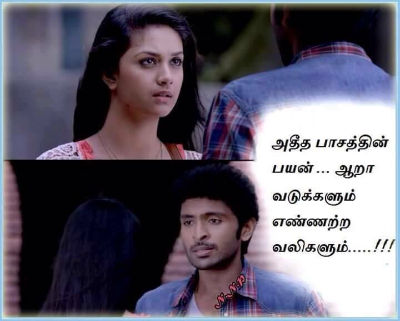 அதீத பாசத்தின்
பயன்... ஆறா
வடுக்களும்
எண்ணற்ற
வலிகளும்.....!!!
N.N.P